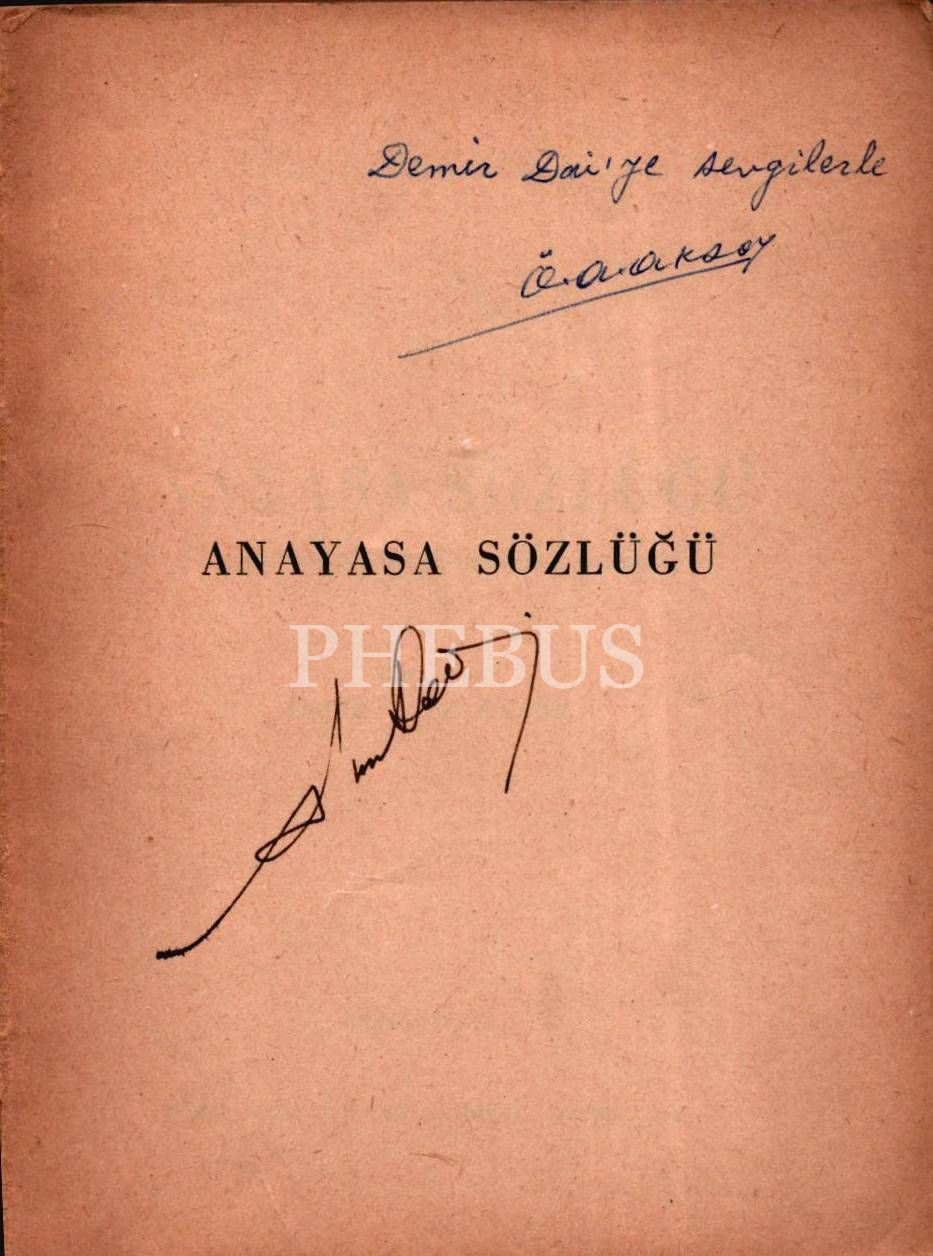 Demir Dai'ye sevgilerle
Ö.A.Aksoy
ANAYASA SÖZLÜĞÜ
PHEBUS